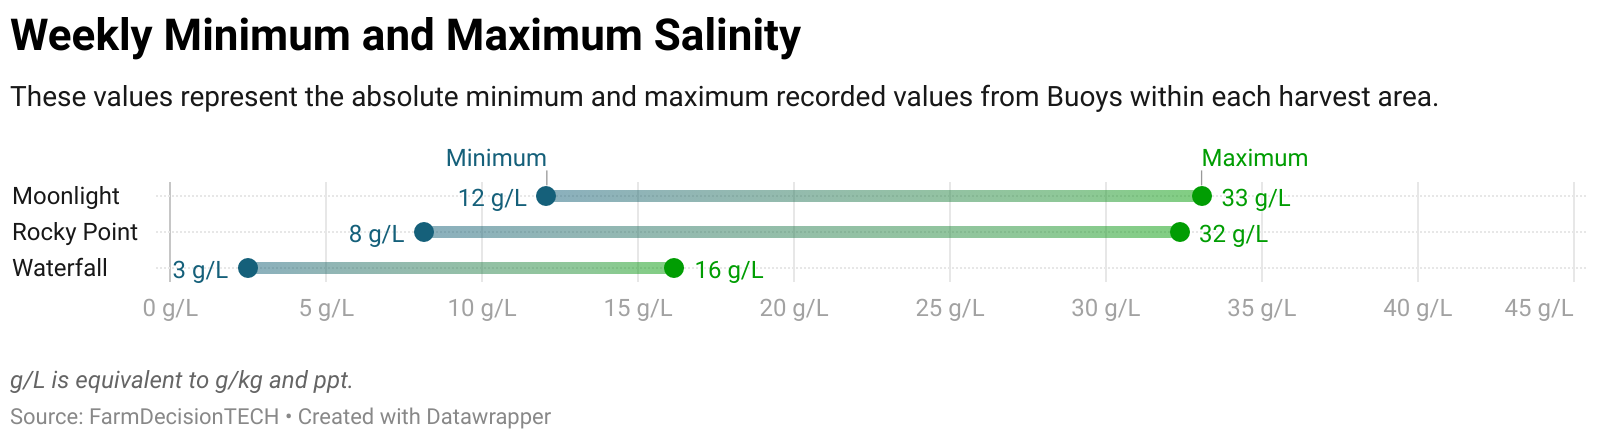 Weekly Minimum and Maximum Salinity
These values represent the absolute minimum and maximum recorded values from Buoys within each harvest area.
Minimum Maximum
Moonlight 12 g/L 33 g/L
Rocky Point 8 g/L 32 g/L
Waterfall 3 g/L 16 g/L
0 g/L 5 g/L 10 g/L 15 g/L 20 g/L 25 g/L 30 g/L 35 g/L 40 g/L 45 g/L
g/L is equivalent to g/kg and ppt.
Source: FarmDecisionTECH • Created with Datawrapper